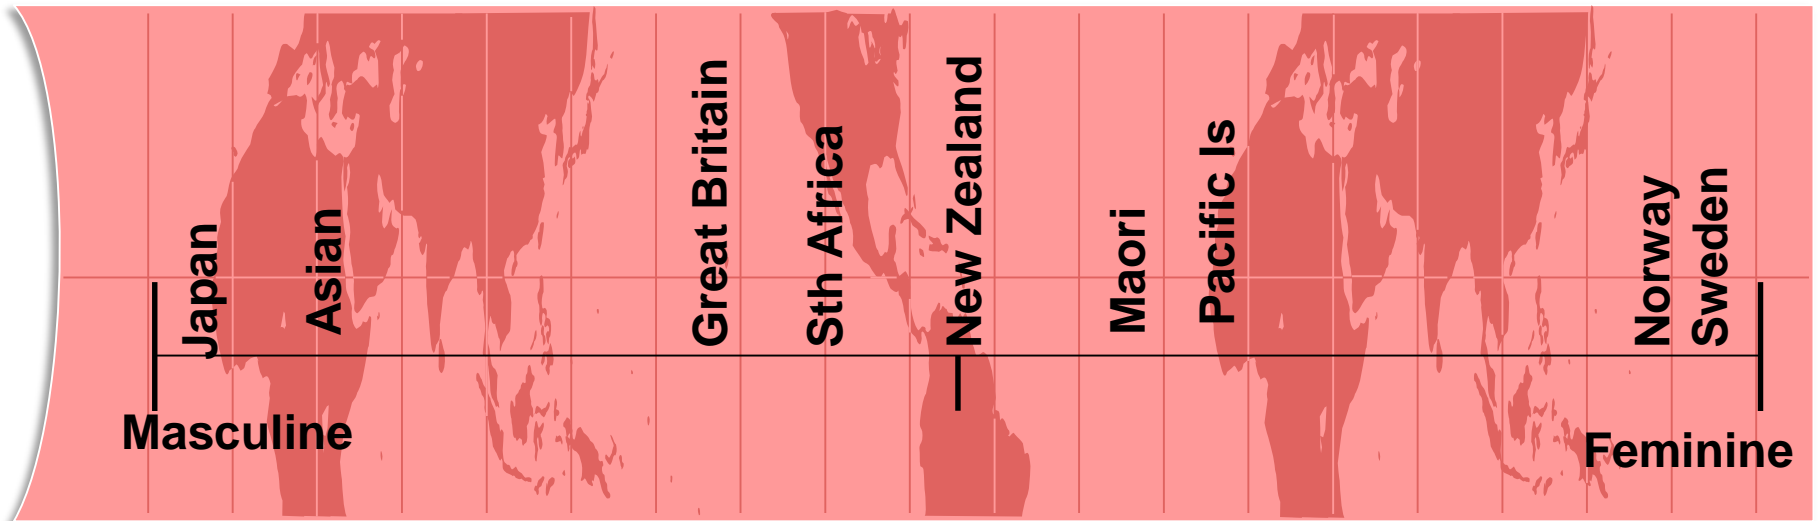 Japan
Asian
Great Britain
Sth Africa
New Zealand
Maori
Pacific Is
Norway
Sweden
Masculine
Feminine